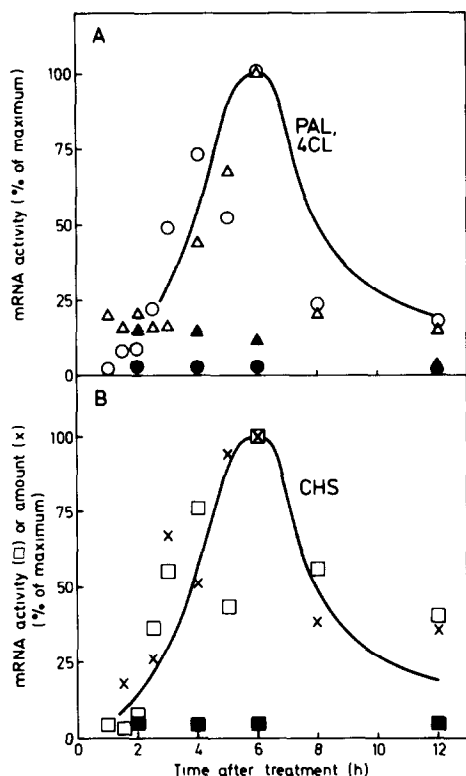 A
mRNA activity (% of maximum)
100
75
50
25
0
PAL,
4CL
B
mRNA activity (□) or amount (x)
(% of maximum)
100
75
50
25
0
CHS
2
4
6
8
10
12
Time after treatment (h)